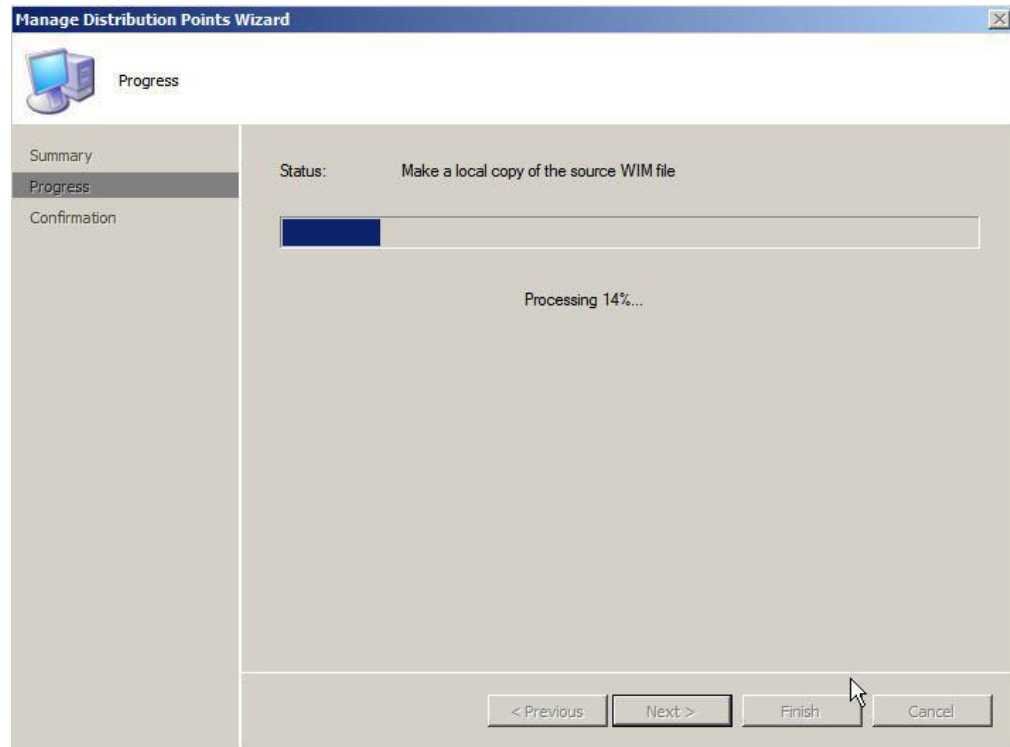 Manage Distribution Points Wizard
Progress
Summary
Progress
Confirmation
Status: Make a local copy of the source WIM file
Processing 14%...
< Previous Next > Finish Cancel